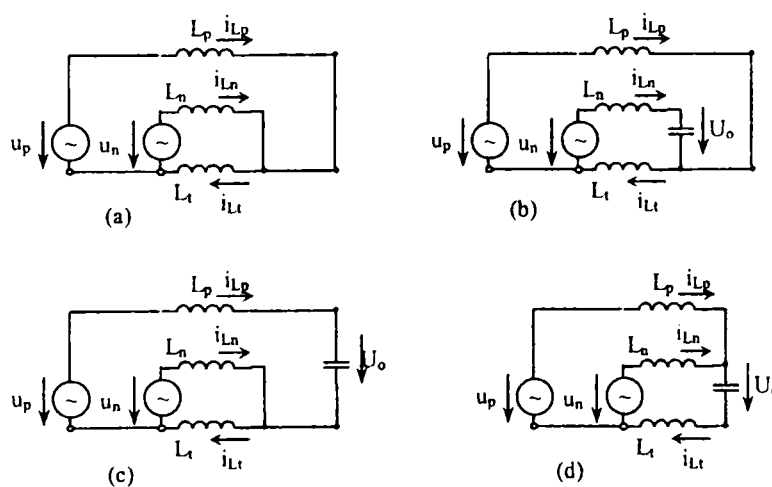 Lp iLp
Ln iLn
up un
Lt iLt
(a)
Lp iLp
Ln iLn
Uo
up un
Lt iLt
(b)
Lp iLp
Ln iLn
Uo
up un
Lt iLt
(c)
Lp iLp
Ln iLn
up un
Lt iLt
(d)